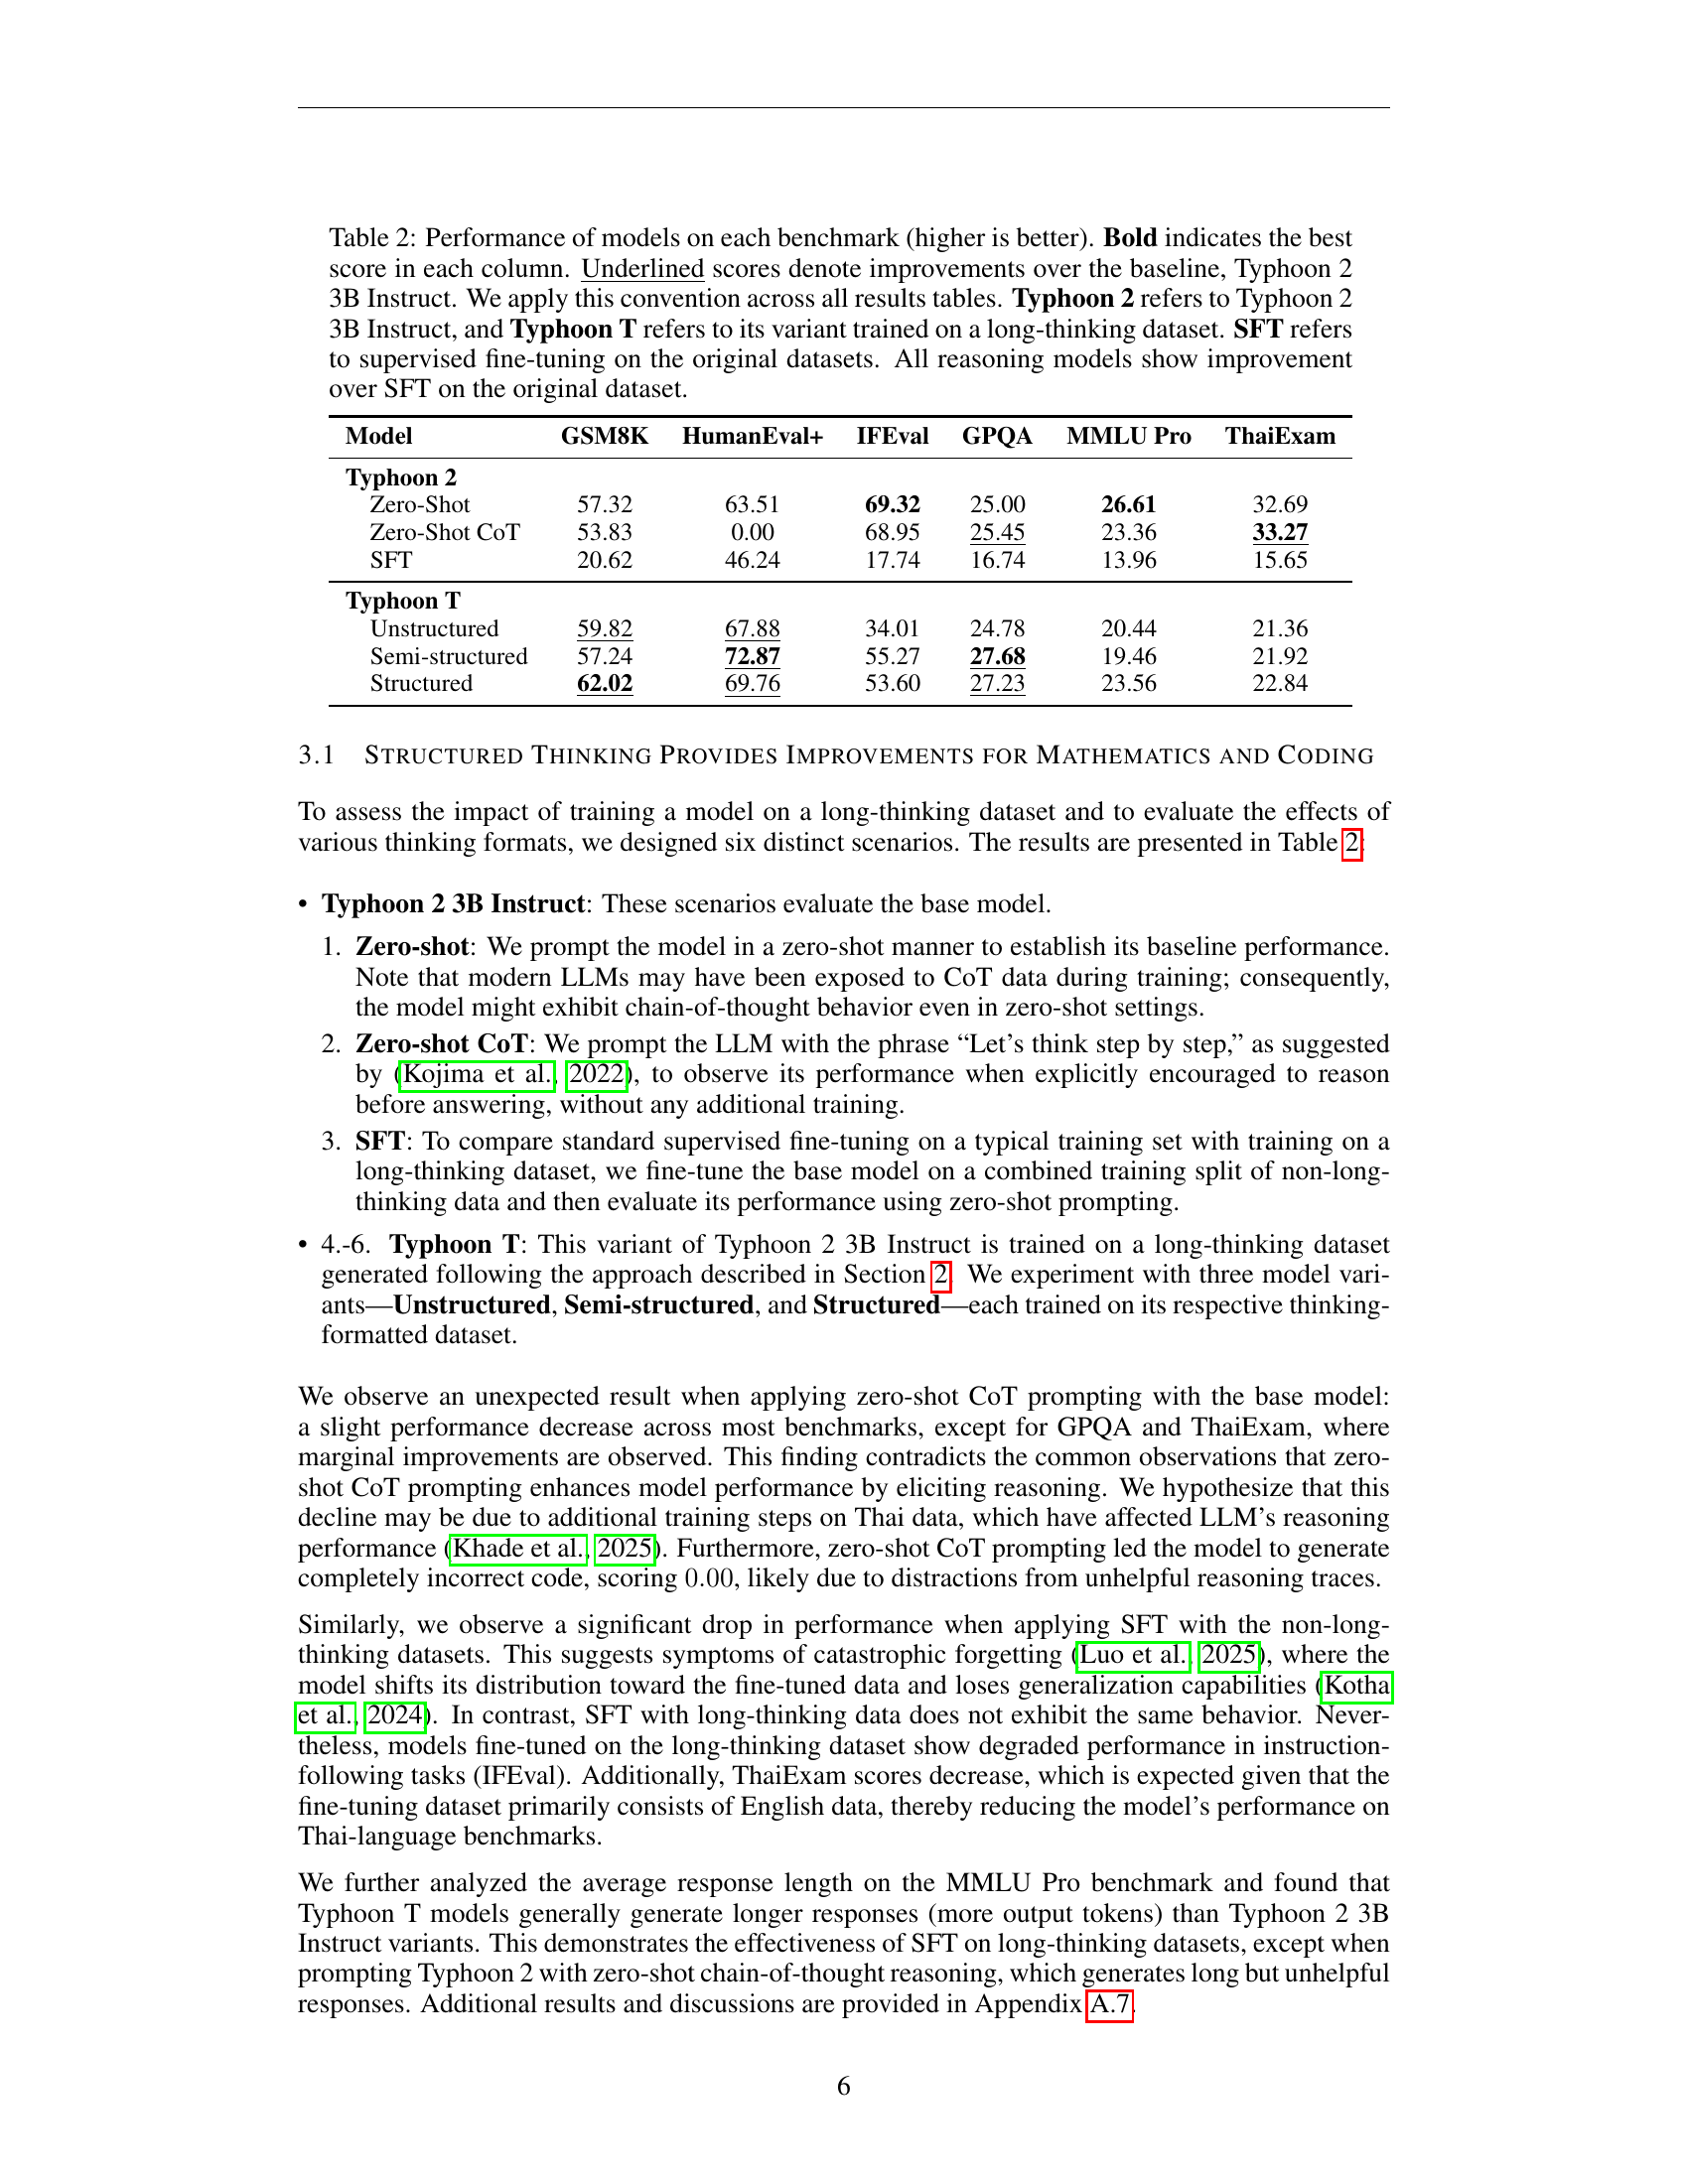 Table 2: Performance of models on each benchmark (higher is better). Bold indicates the best
score in each column. Underlined scores denote improvements over the baseline, Typhoon 2
3B Instruct. We apply this convention across all results tables. Typhoon 2 refers to Typhoon 2
3B Instruct, and Typhoon T refers to its variant trained on a long-thinking dataset. SFT refers
to supervised fine-tuning on the original datasets. All reasoning models show improvement
over SFT on the original dataset.
Model GSM8K HumanEval+ IFEval GPQA MMLU Pro ThaiExam
Typhoon 2
Zero-Shot 57.32 63.51 69.32 25.00 26.61 32.69
Zero-Shot CoT 53.83 0.00 68.95 25.45 23.36 33.27
SFT 20.62 46.24 17.74 16.74 13.96 15.65
Typhoon T
Unstructured 59.82 67.88 34.01 24.78 20.44 21.36
Semi-structured 57.24 72.87 55.27 27.68 19.46 21.92
Structured 62.02 69.76 53.60 27.23 23.56 22.84
3.1 STRUCTURED THINKING PROVIDES IMPROVEMENTS FOR MATHEMATICS AND CODING
To assess the impact of training a model on a long-thinking dataset and to evaluate the effects of
various thinking formats, we designed six distinct scenarios. The results are presented in Table 2:
• Typhoon 2 3B Instruct: These scenarios evaluate the base model.
1. Zero-shot: We prompt the model in a zero-shot manner to establish its baseline performance.
Note that modern LLMs may have been exposed to CoT data during training; consequently,
the model might exhibit chain-of-thought behavior even in zero-shot settings.
2. Zero-shot CoT: We prompt the LLM with the phrase “Let’s think step by step,” as suggested
by (Kojima et al., 2022), to observe its performance when explicitly encouraged to reason
before answering, without any additional training.
3. SFT: To compare standard supervised fine-tuning on a typical training set with training on a
long-thinking dataset, we fine-tune the base model on a combined training split of non-long-
thinking data and then evaluate its performance using zero-shot prompting.
• 4.-6. Typhoon T: This variant of Typhoon 2 3B Instruct is trained on a long-thinking dataset
generated following the approach described in Section 2. We experiment with three model vari-
ants—Unstructured, Semi-structured, and Structured—each trained on its respective thinking-
formatted dataset.
We observe an unexpected result when applying zero-shot CoT prompting with the base model:
a slight performance decrease across most benchmarks, except for GPQA and ThaiExam, where
marginal improvements are observed. This finding contradicts the common observations that zero-
shot CoT prompting enhances model performance by eliciting reasoning. We hypothesize that this
decline may be due to additional training steps on Thai data, which have affected LLM’s reasoning
performance (Khade et al., 2025). Furthermore, zero-shot CoT prompting led the model to generate
completely incorrect code, scoring 0.00, likely due to distractions from unhelpful reasoning traces.
Similarly, we observe a significant drop in performance when applying SFT with the non-long-
thinking datasets. This suggests symptoms of catastrophic forgetting (Luo et al., 2025), where the
model shifts its distribution toward the fine-tuned data and loses generalization capabilities (Kotha
et al., 2024). In contrast, SFT with long-thinking data does not exhibit the same behavior. Never-
theless, models fine-tuned on the long-thinking dataset show degraded performance in instruction-
following tasks (IFEval). Additionally, ThaiExam scores decrease, which is expected given that the
fine-tuning dataset primarily consists of English data, thereby reducing the model’s performance on
Thai-language benchmarks.
We further analyzed the average response length on the MMLU Pro benchmark and found that
Typhoon T models generally generate longer responses (more output tokens) than Typhoon 2 3B
Instruct variants. This demonstrates the effectiveness of SFT on long-thinking datasets, except when
prompting Typhoon 2 with zero-shot chain-of-thought reasoning, which generates long but unhelpful
responses. Additional results and discussions are provided in Appendix A.7.
6